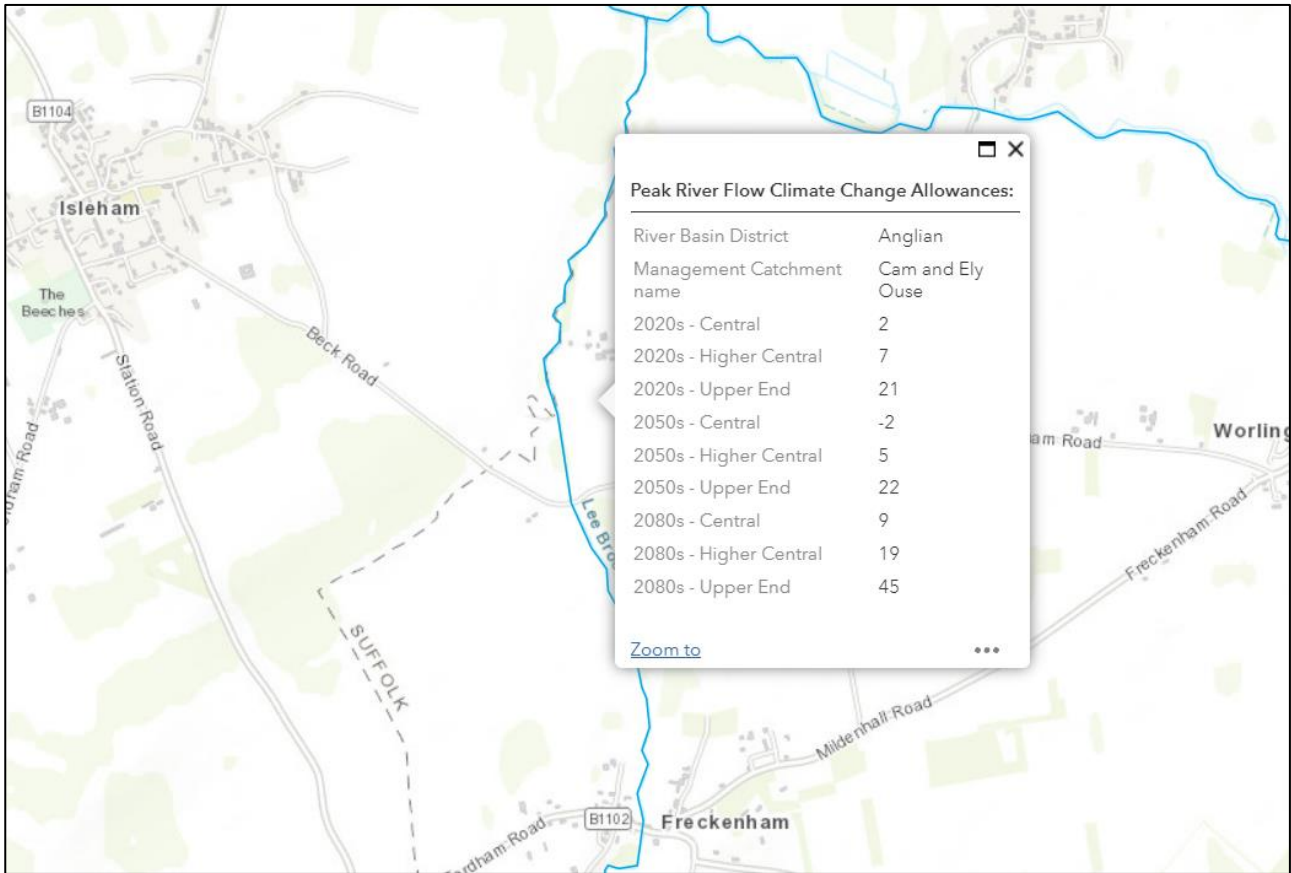 B1104
Isleham
The
Beeches
Station Road
Beck Road
SUFFOLK
Lee
Peak River Flow Climate Change Allowances:
River Basin District Anglian
Management Catchment name Cam and Ely Ouse
2020s - Central 2
2020s - Higher Central 7
2020s - Upper End 21
2050s - Central -2
2050s - Higher Central 5
2050s - Upper End 22
2080s - Central 9
2080s - Higher Central 19
2080s - Upper End 45
Zoom to
am Road
Worling
Freckenham Road
Mildenhall Road
B1102
Freckenham
rdham Road